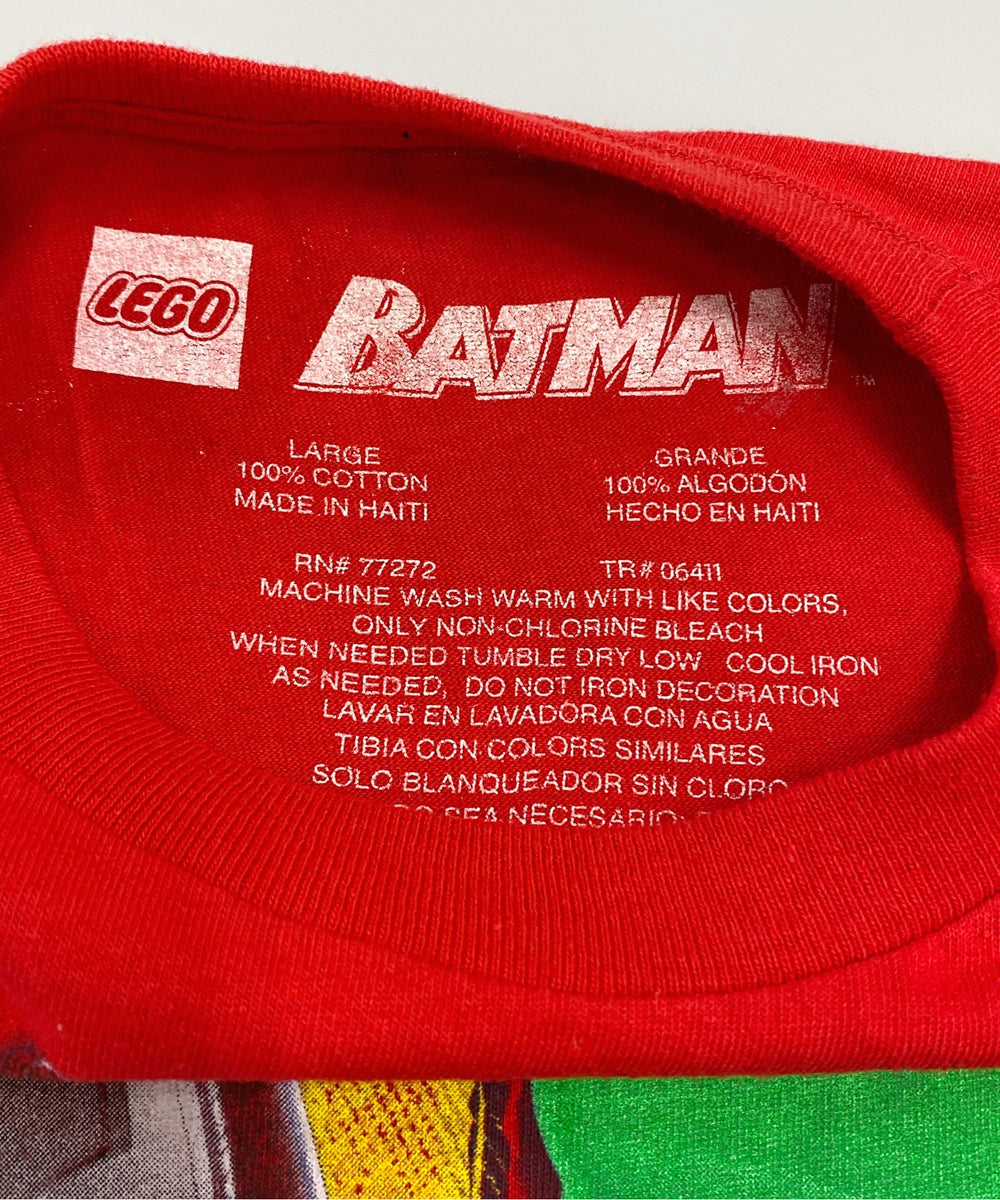 LEGO
BATMAN
LARGE
100% COTTON
MADE IN HAITI
GRANDE
100% ALGODÓN
HECHO EN HAITI
RN# 77272
TR# 06411
MACHINE WASH WARM WITH LIKE COLORS,
ONLY NON-CHLORINE BLEACH
WHEN NEEDED TUMBLE DRY LOW COOL IRON
AS NEEDED, DO NOT IRON DECORATION
LAVAR EN LAVADORA CON AGUA
TIBIA CON COLORS SIMILARES
SOLO BLANQUEADOR SIN CLORO
SEA NECESARIO